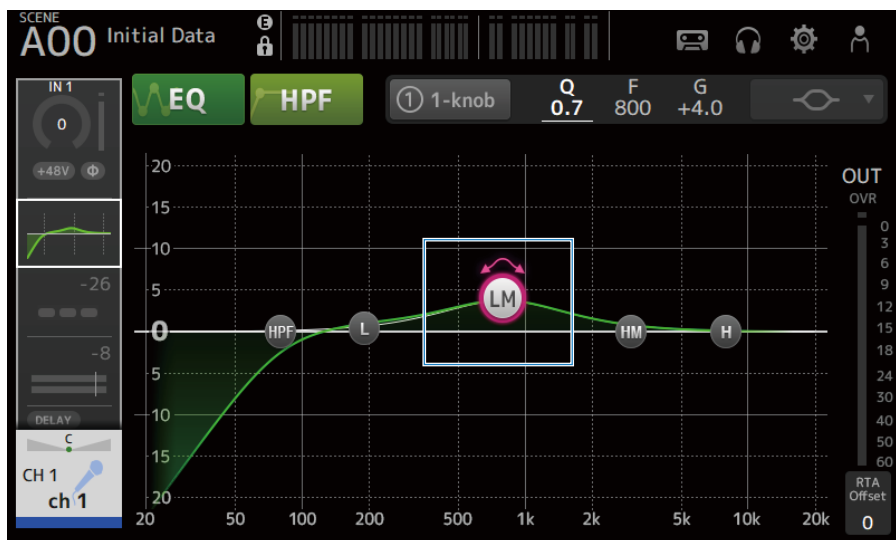 SCENE
A00 Initial Data
E
IN 1
0
+48V Φ
-26
-8
DELAY
C
CH 1
ch 1
EQ
HPF
1 1-knob
Q F G
0.7 800 +4.0
20
15
10
5
0
5
10
15
20
HPF L LM HM H
20 50 100 200 500 1k 2k 5k 10k 20k
OUT
OVR
0
3
6
9
12
15
18
24
30
40
50
60
RTA
Offset
0